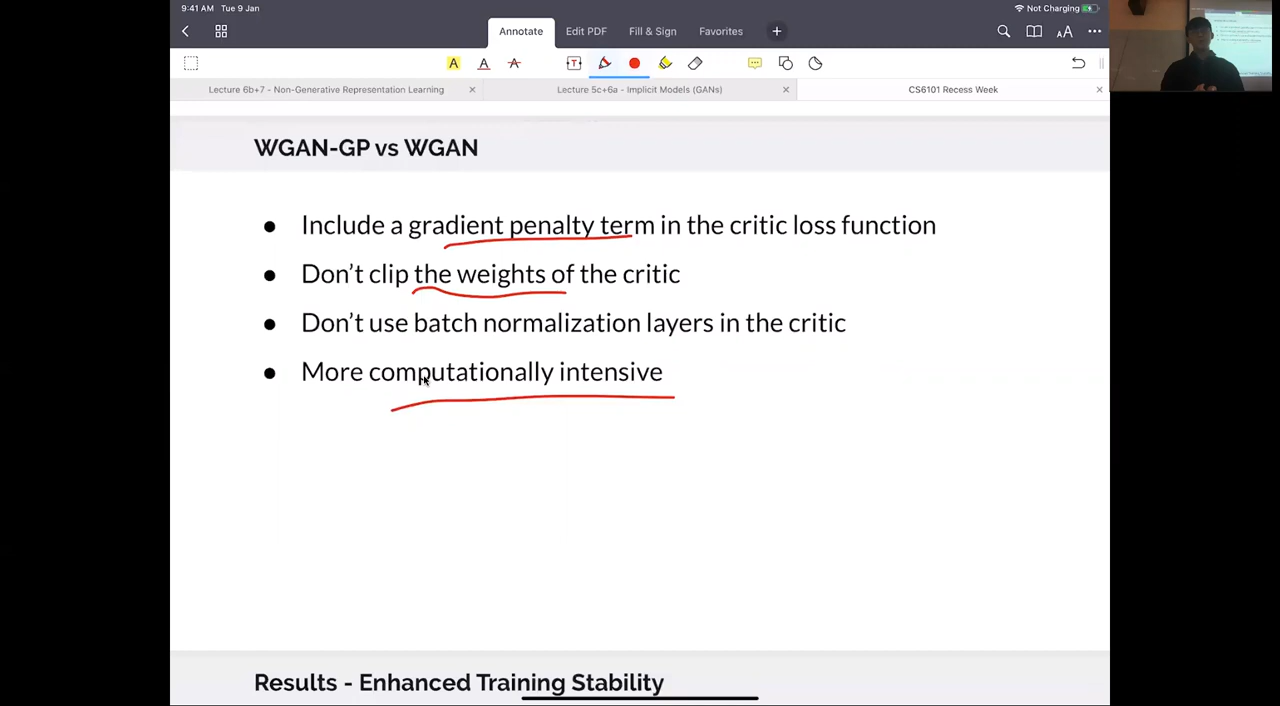 9:41 AM Tue 9 Jan
Not Charging
Annotate
Edit PDF
Fill & Sign
Favorites
Lecture 6b+7 - Non-Generative Representation Learning
Lecture 5c+6a - Implicit Models (GANs)
CS6101 Recess Week
WGAN-GP vs WGAN
● Include a gradient penalty term in the critic loss function
● Don’t clip the weights of the critic
● Don’t use batch normalization layers in the critic
● More computationally intensive
Results - Enhanced Training Stability